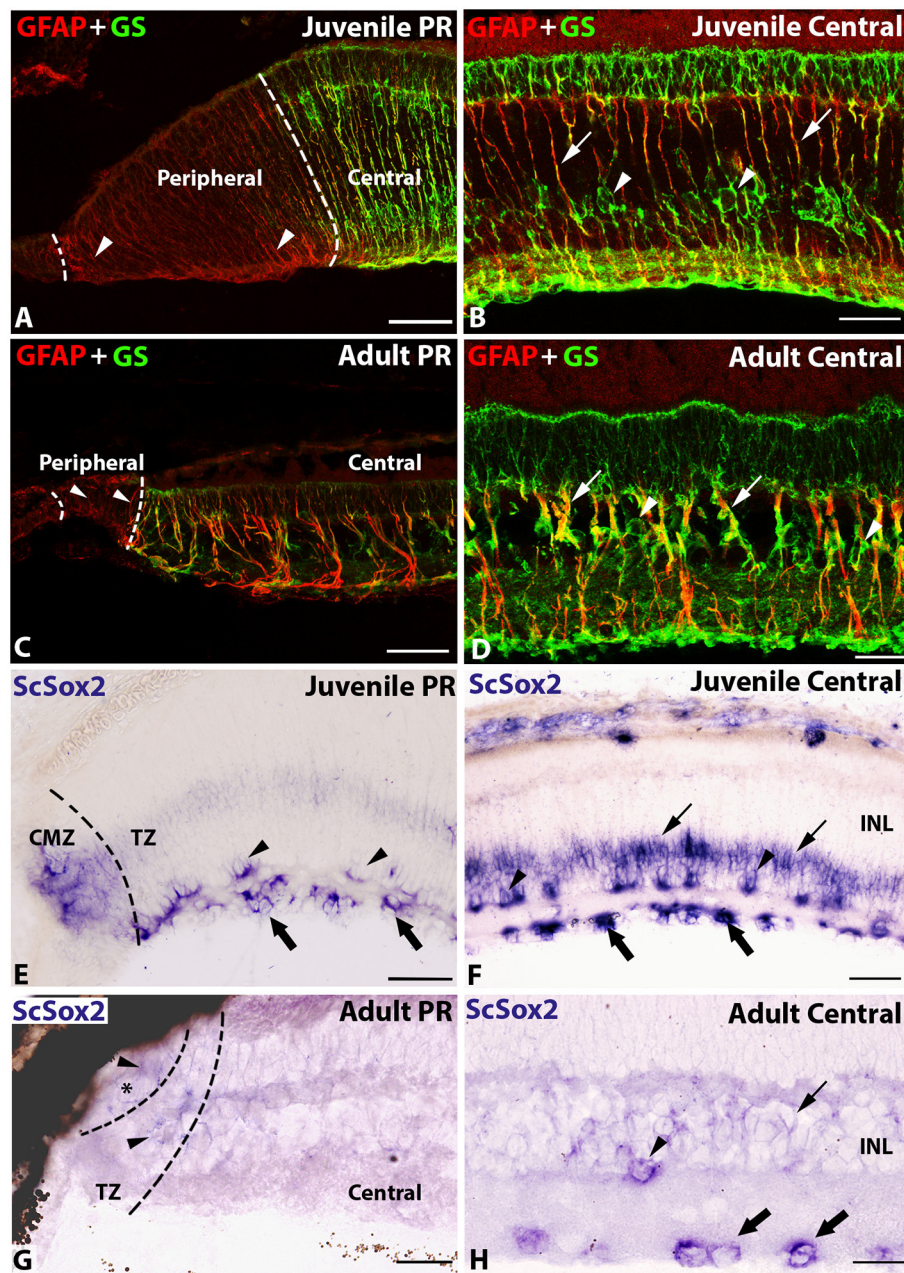 GFAP + GS Juvenile PR
Peripheral
Central
A
GFAP + GS Juvenile Central
B
GFAP + GS Adult PR
Peripheral
Central
C
GFAP + GS Adult Central
D
ScSox2 Juvenile PR
CMZ
TZ
E
ScSox2 Juvenile Central
INL
F
ScSox2 Adult PR
*
TZ
Central
G
ScSox2 Adult Central
INL
H